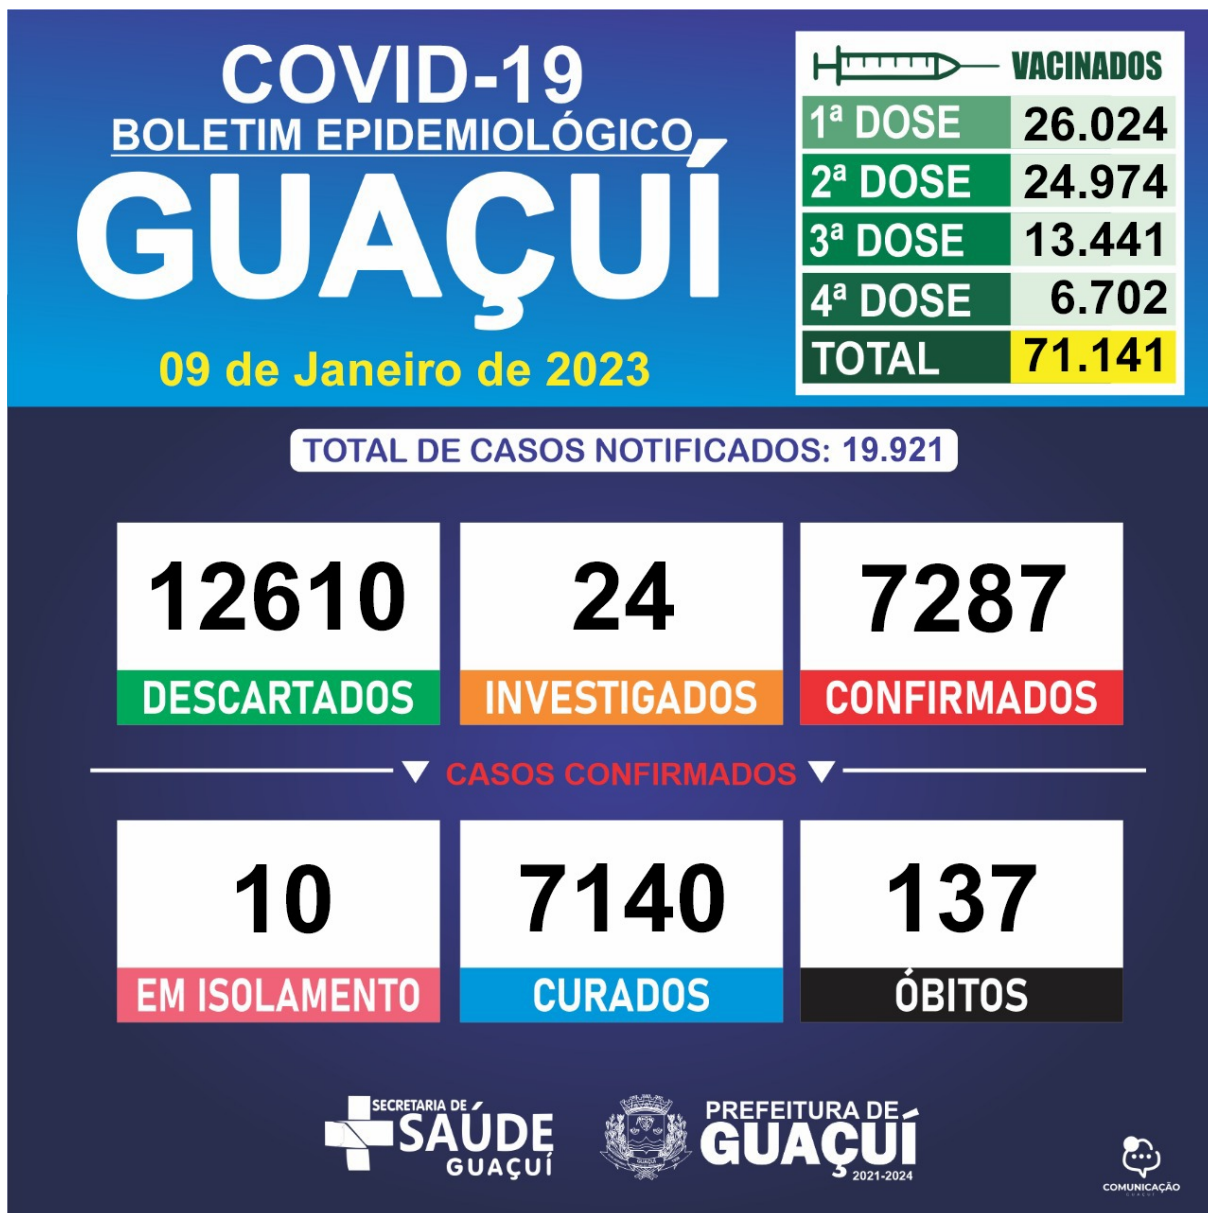 COVID-19
BOLETIM EPIDEMIOLÓGICO
GUAÇUÍ
09 de Janeiro de 2023
VACINADOS
1ª DOSE 26.024
2ª DOSE 24.974
3ª DOSE 13.441
4ª DOSE 6.702
TOTAL 71.141
TOTAL DE CASOS NOTIFICADOS: 19.921
12610
DESCARTADOS
24
INVESTIGADOS
7287
CONFIRMADOS
CASOS CONFIRMADOS
10
EM ISOLAMENTO
7140
CURADOS
137
ÓBITOS
SECRETARIA DE
SAÚDE
GUAÇUÍ
PREFEITURA DE
GUAÇUÍ
2021-2024
COMUNICAÇÃO
GUAÇUÍ